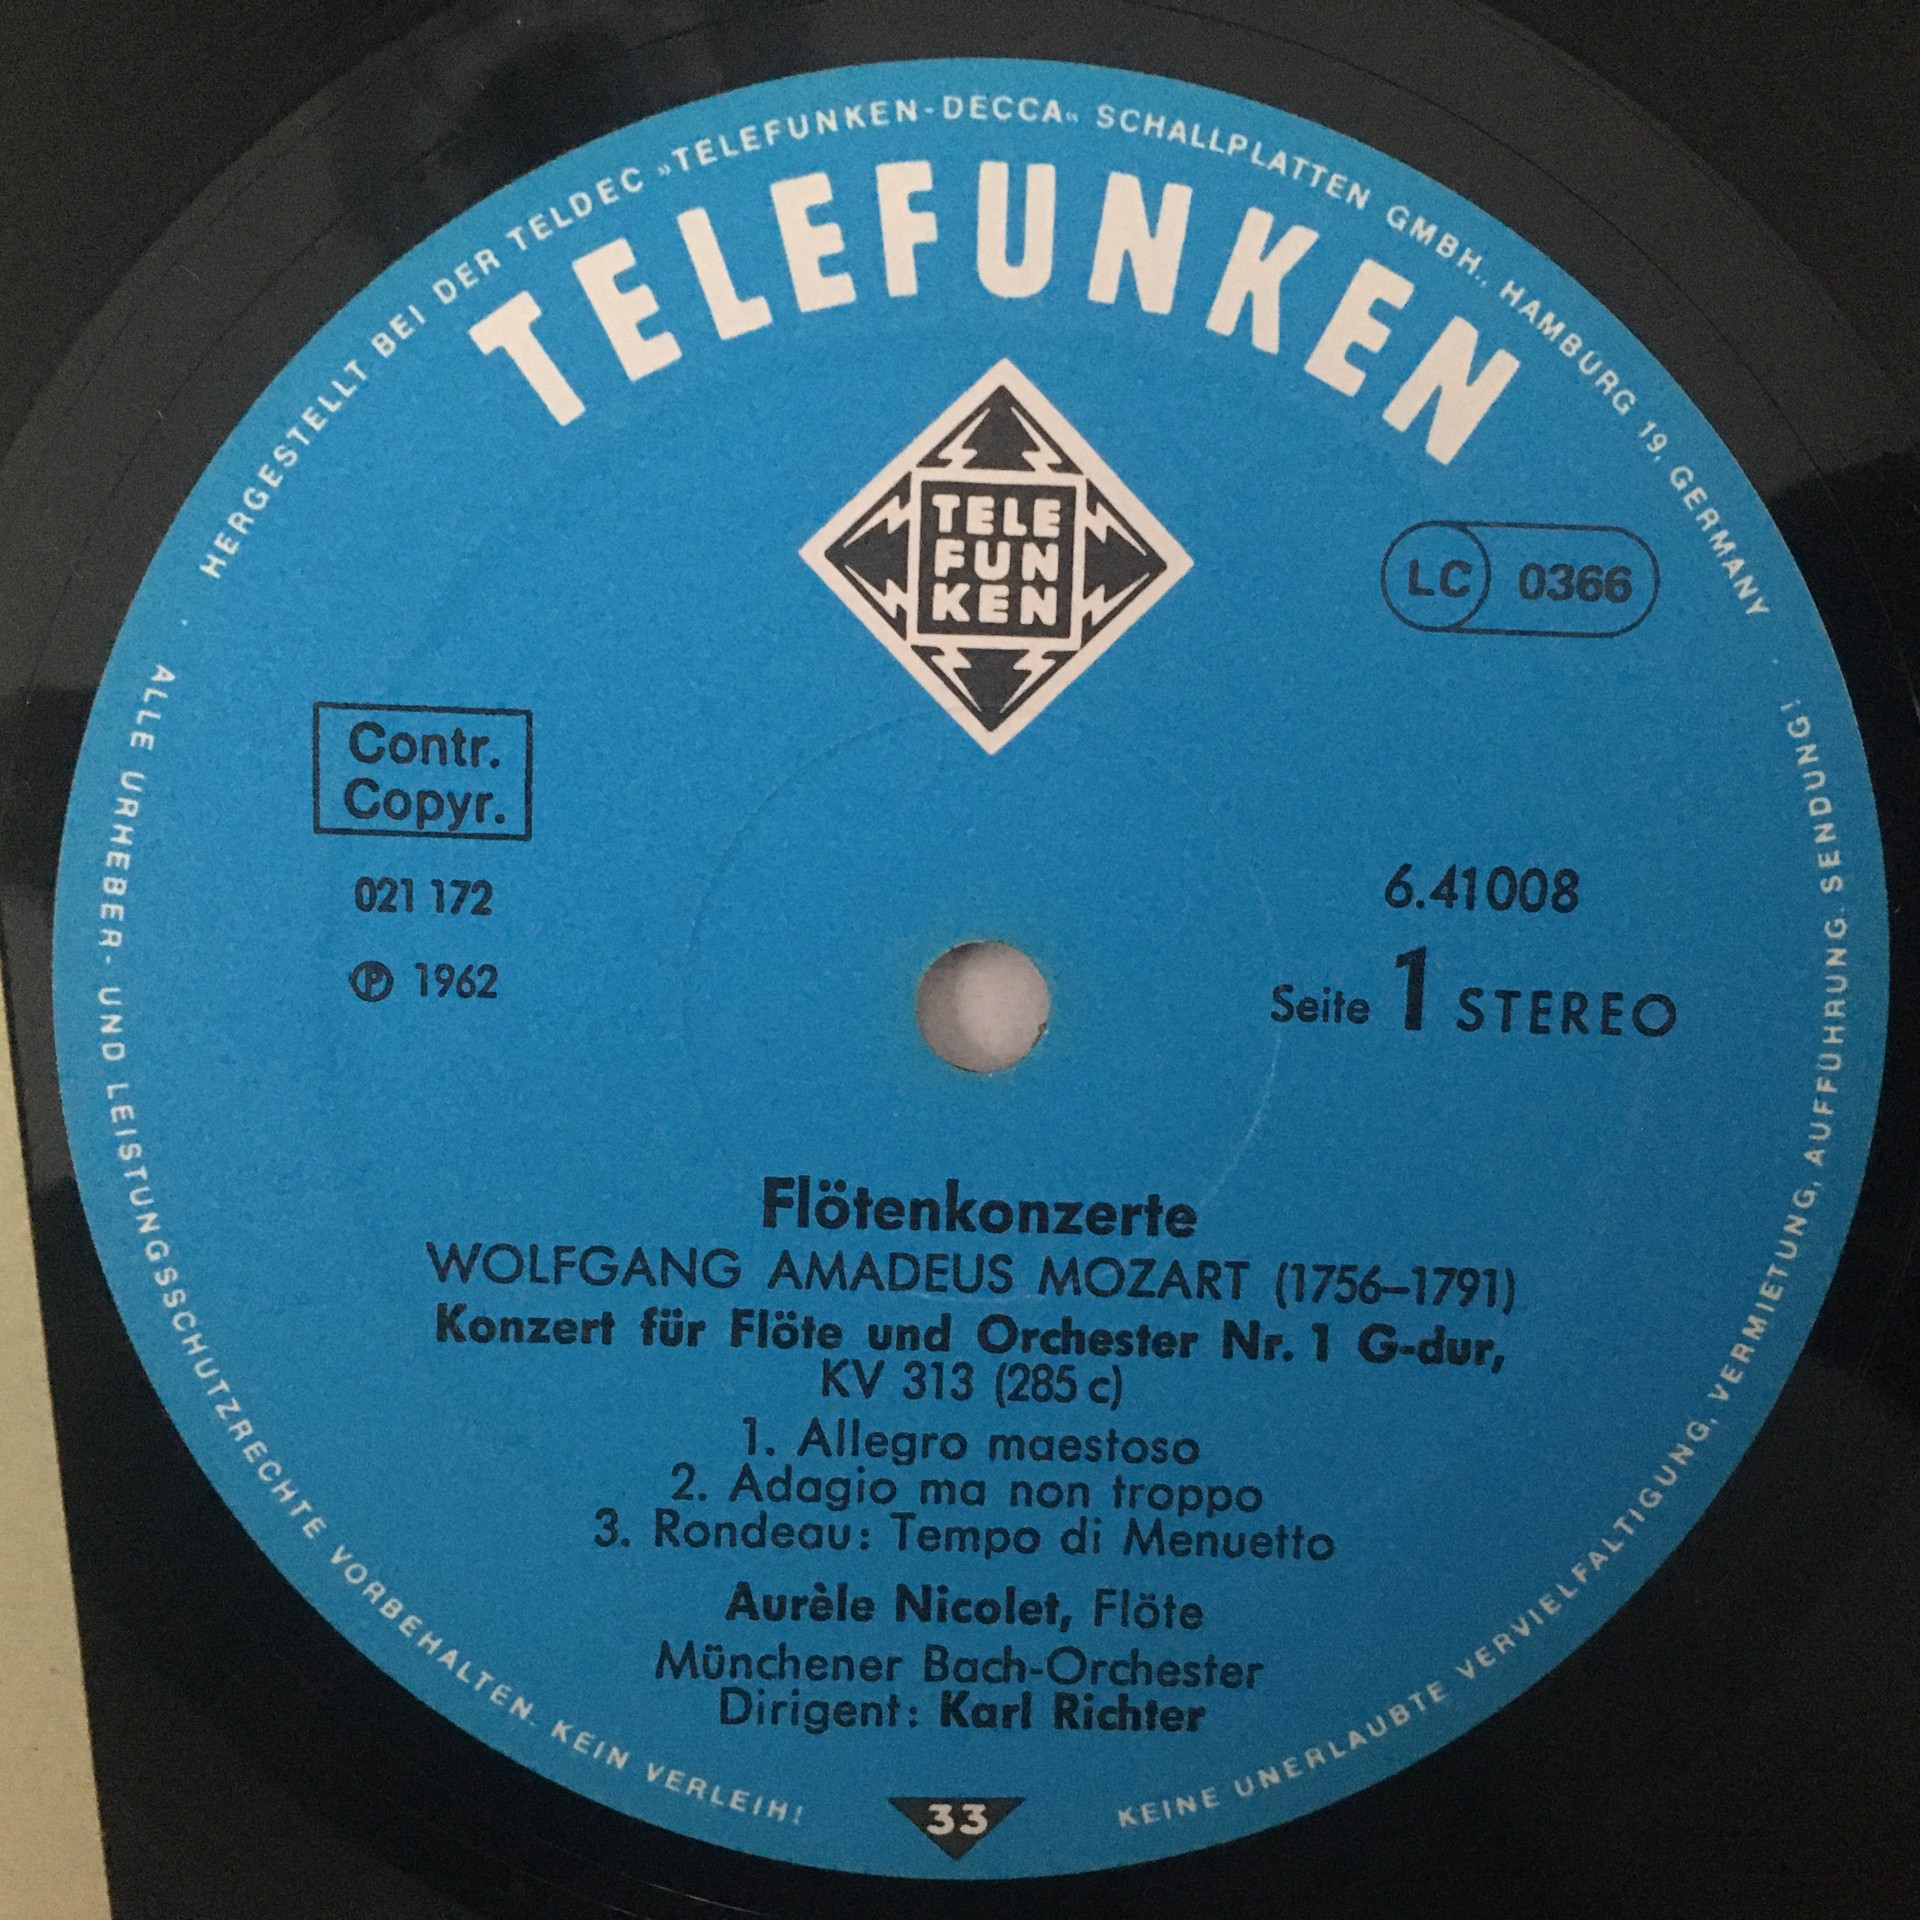 HERGESTELLT BEI DER TELDEC »TELEFUNKEN-DECCA« SCHALLPLATTEN GMBH., HAMBURG 19, GERMANY
TELEFUNKEN
TELE
FUN
KEN
LC 0366
Contr.
Copyr.
021 172
℗ 1962
6.41008
Seite 1 STEREO
Flötenkonzerte
WOLFGANG AMADEUS MOZART (1756–1791)
Konzert für Flöte und Orchester Nr. 1 G-dur,
KV 313 (285 c)
1. Allegro maestoso
2. Adagio ma non troppo
3. Rondeau: Tempo di Menuetto
Aurèle Nicolet, Flöte
Münchener Bach-Orchester
Dirigent: Karl Richter
33
ALLE URHEBER- UND LEISTUNGSSCHUTZRECHTE VORBEHALTEN. KEIN VERLEIH!
KEINE UNERLAUBTE VERVIELFALTIGUNG, VERMIETUNG, AUFFUHRUNG. SENDUNG!